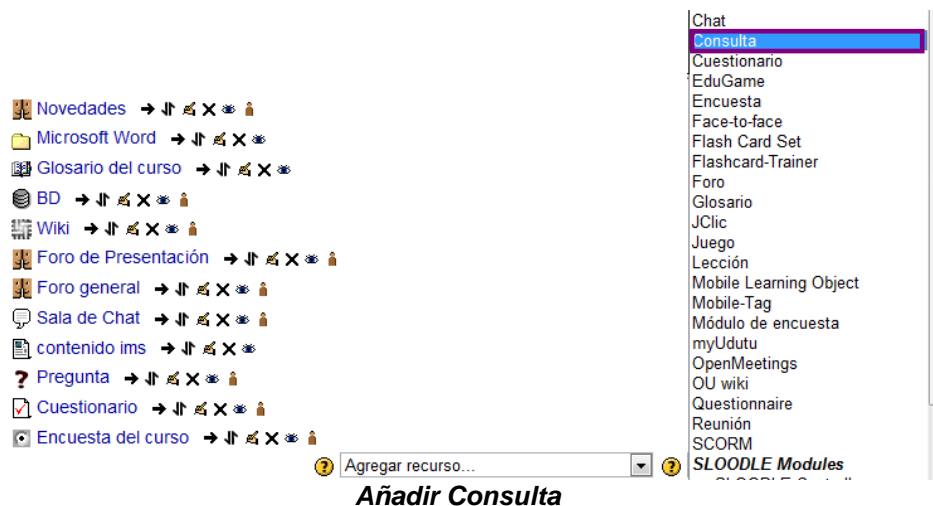 Novedades
Microsoft Word
Glosario del curso
BD
Wiki
Foro de Presentación
Foro general
Sala de Chat
contenido ims
Pregunta
Cuestionario
Encuesta del curso
Agregar recurso...
Chat
Consulta
Cuestionario
EduGame
Encuesta
Face-to-face
Flash Card Set
Flashcard-Trainer
Foro
Glosario
JClic
Juego
Lección
Mobile Learning Object
Mobile-Tag
Módulo de encuesta
myUdutu
OpenMeetings
OU wiki
Questionnaire
Reunión
SCORM
SLOODLE Modules
Añadir Consulta